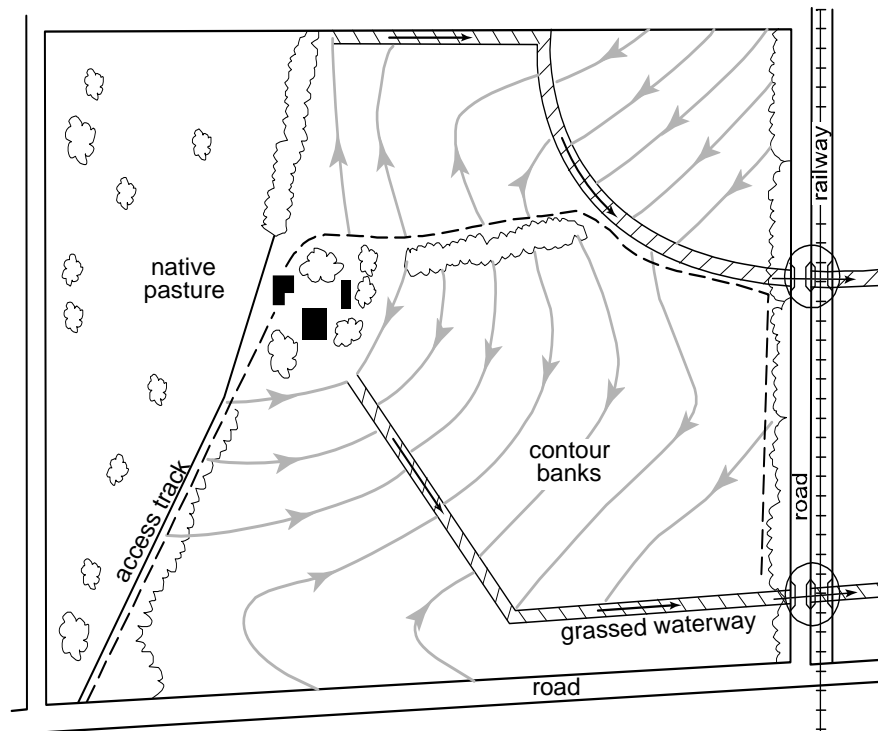 railway
native
pasture
contour
banks
access track
road
grassed waterway
road